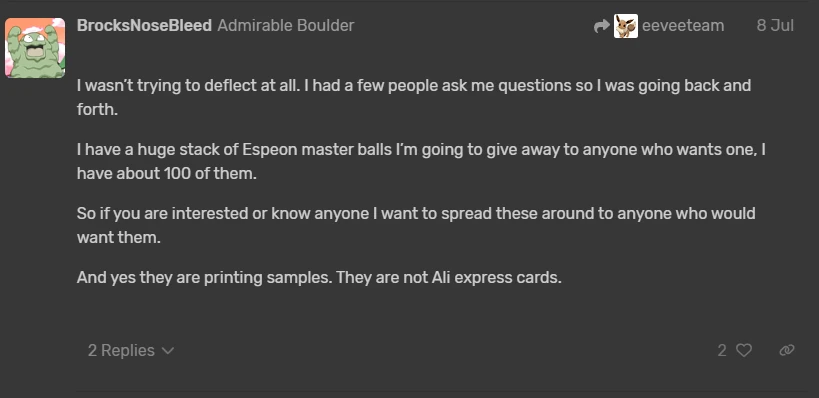 BrocksNoseBleed Admirable Boulder eeveeteam 8 Jul
I wasn’t trying to deflect at all. I had a few people ask me questions so I was going back and
forth.
I have a huge stack of Espeon master balls I’m going to give away to anyone who wants one, I
have about 100 of them.
So if you are interested or know anyone I want to spread these around to anyone who would
want them.
And yes they are printing samples. They are not Ali express cards.
2 Replies 2